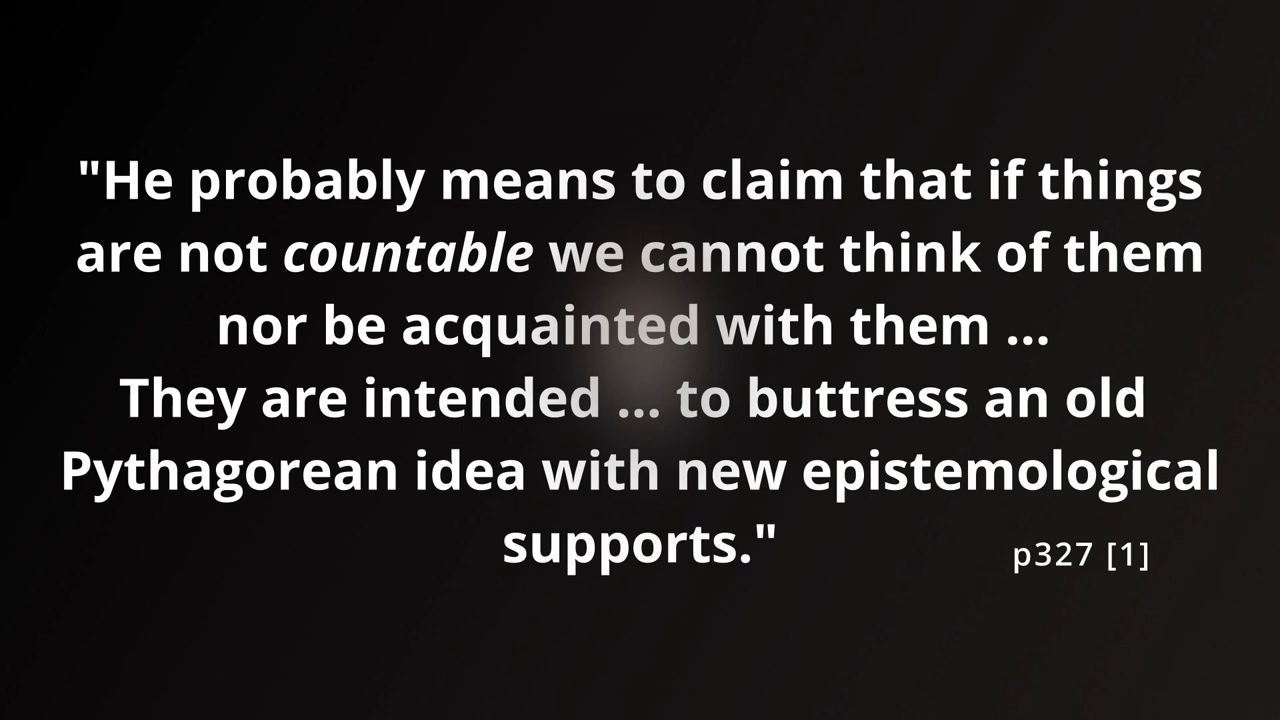 "He probably means to claim that if things
are not countable we cannot think of them
nor be acquainted with them ...
They are intended ... to buttress an old
Pythagorean idea with new epistemological
supports."
p327 [1]